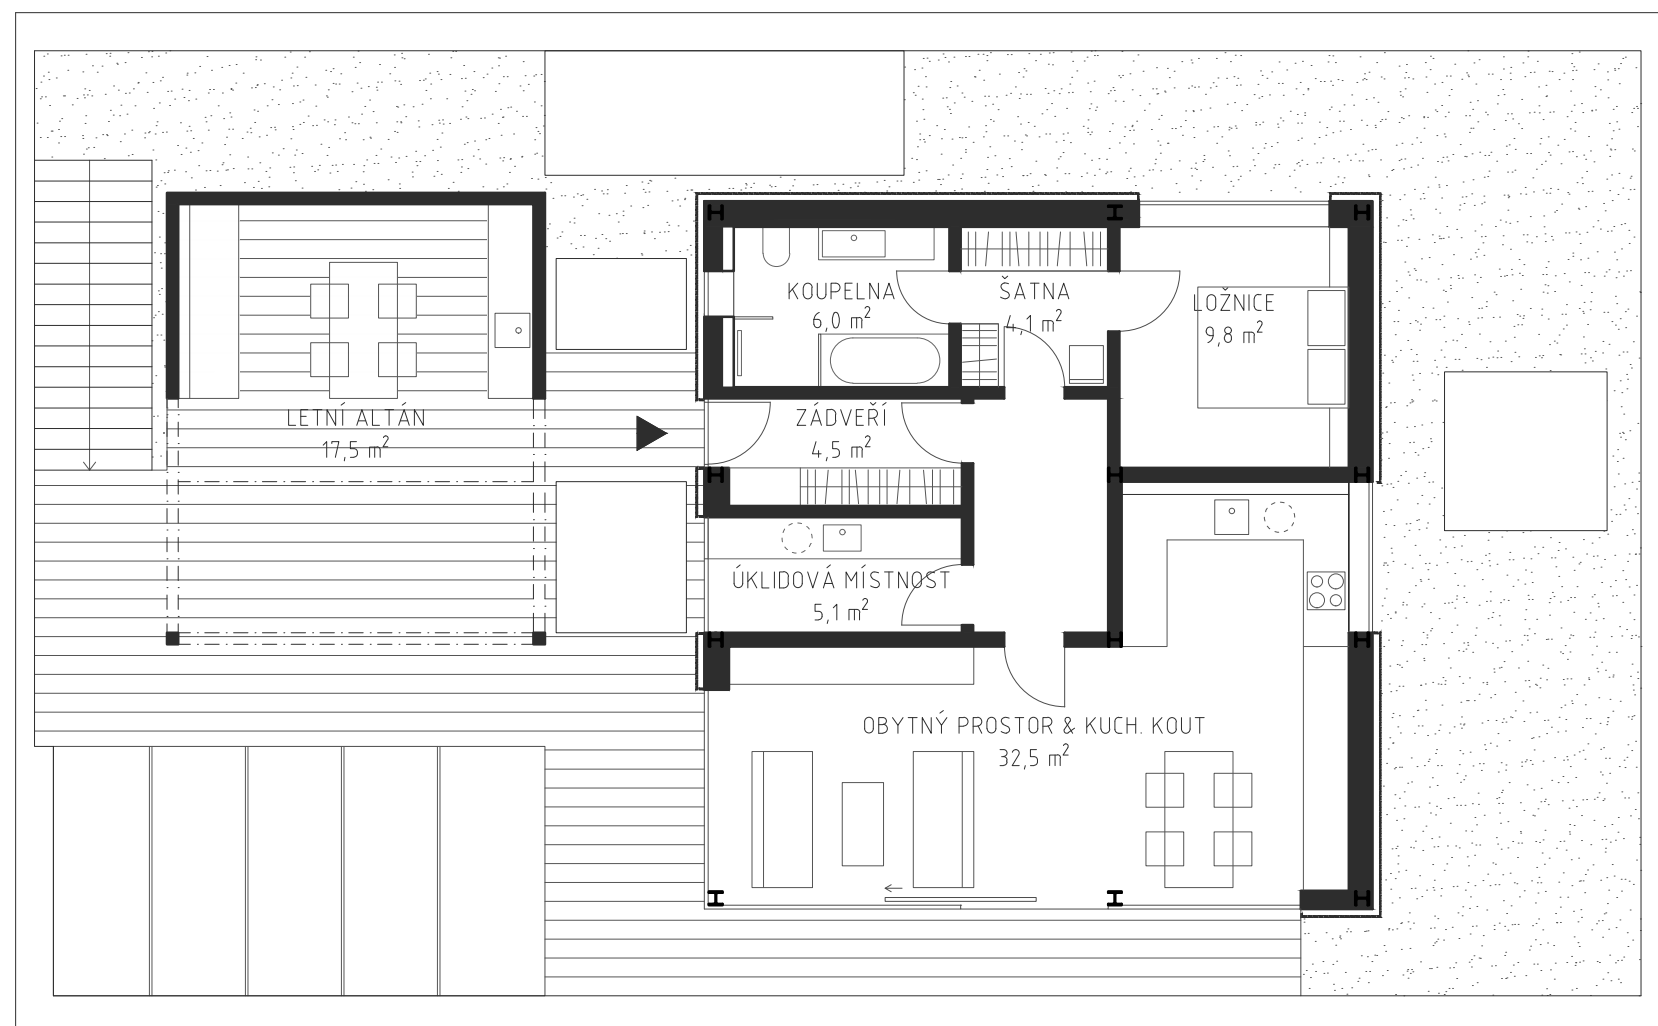 KOUPELNA
6,0 m²
ŠATNA
4,1 m²
LOŽNICE
9,8 m²
LETNÍ ALTÁN
17,5 m²
ZÁDVEŘÍ
4,5 m²
ÚKLIDOVÁ MÍSTNOST
5,1 m²
OBYTNÝ PROSTOR & KUCH. KOUT
32,5 m²